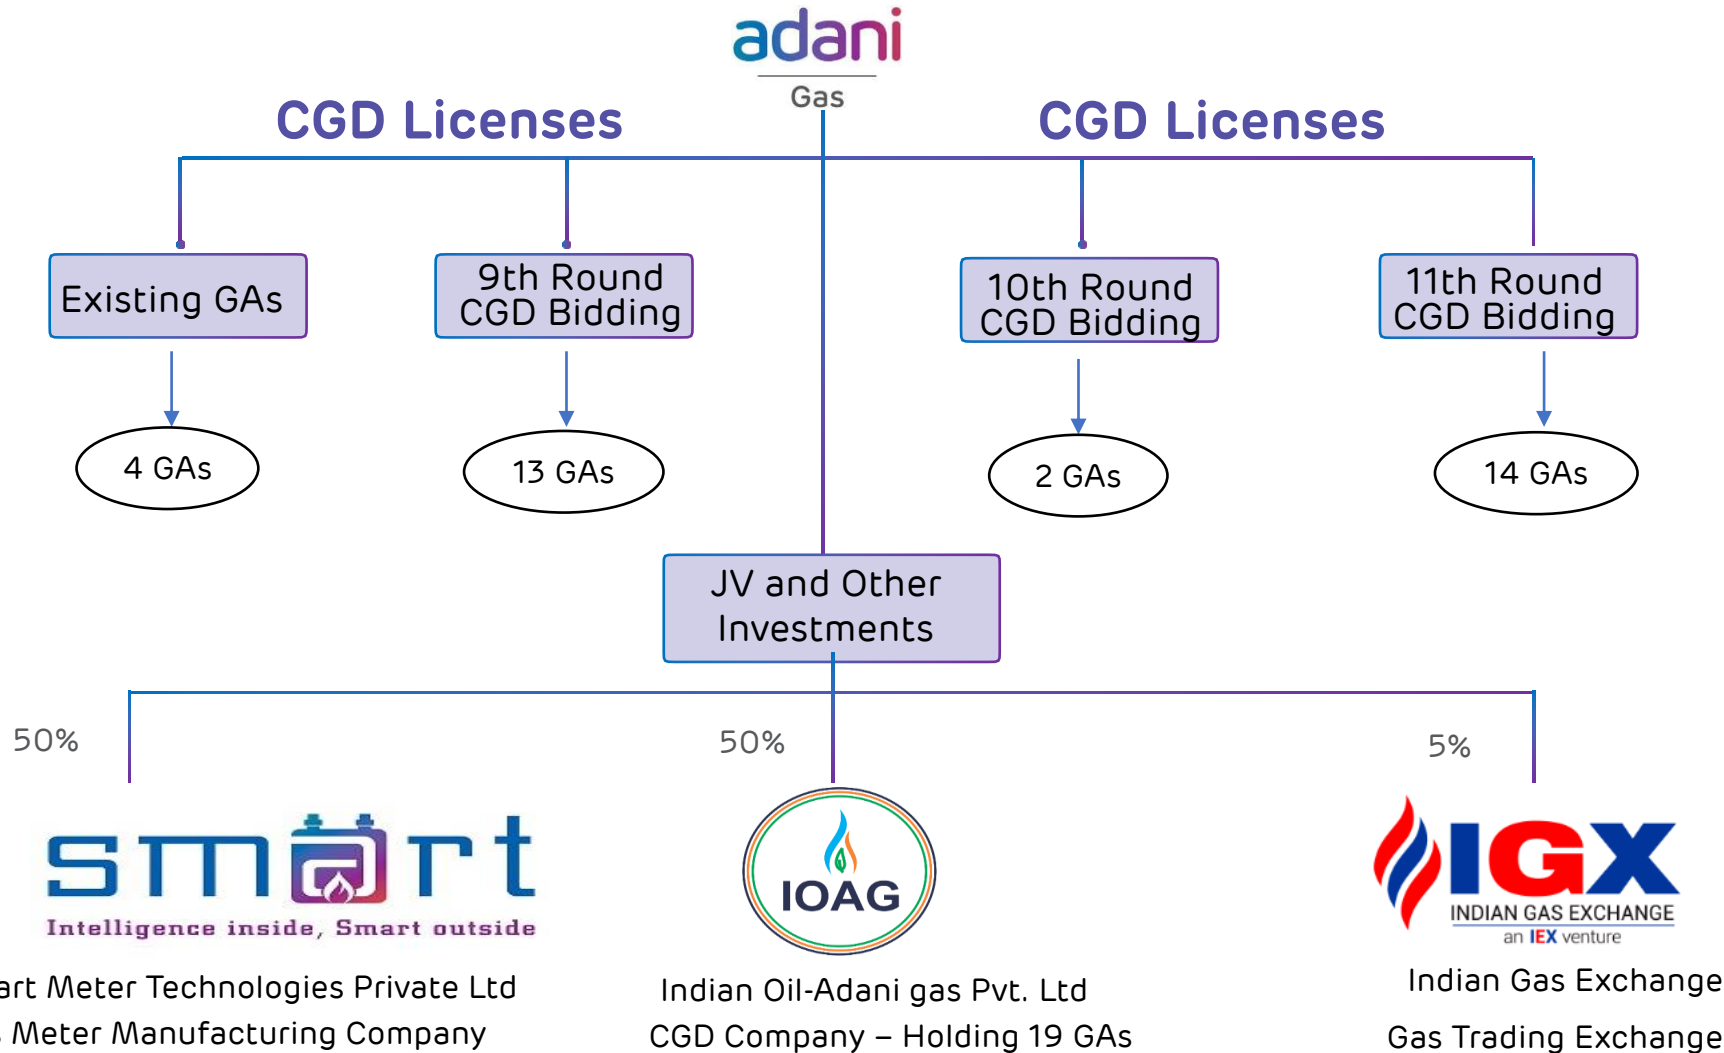 adani
Gas
CGD Licenses
CGD Licenses
Existing GAs
9th Round
CGD Bidding
10th Round
CGD Bidding
11th Round
CGD Bidding
4 GAs
13 GAs
2 GAs
14 GAs
JV and Other
Investments
50%
50%
5%
smart
Intelligence inside, Smart outside
IOAG
IGX
INDIAN GAS EXCHANGE
an IEX venture
Meter Technologies Private Ltd
Meter Manufacturing Company
Indian Oil-Adani gas Pvt. Ltd
CGD Company – Holding 19 GAs
Indian Gas Exchange
Gas Trading Exchange